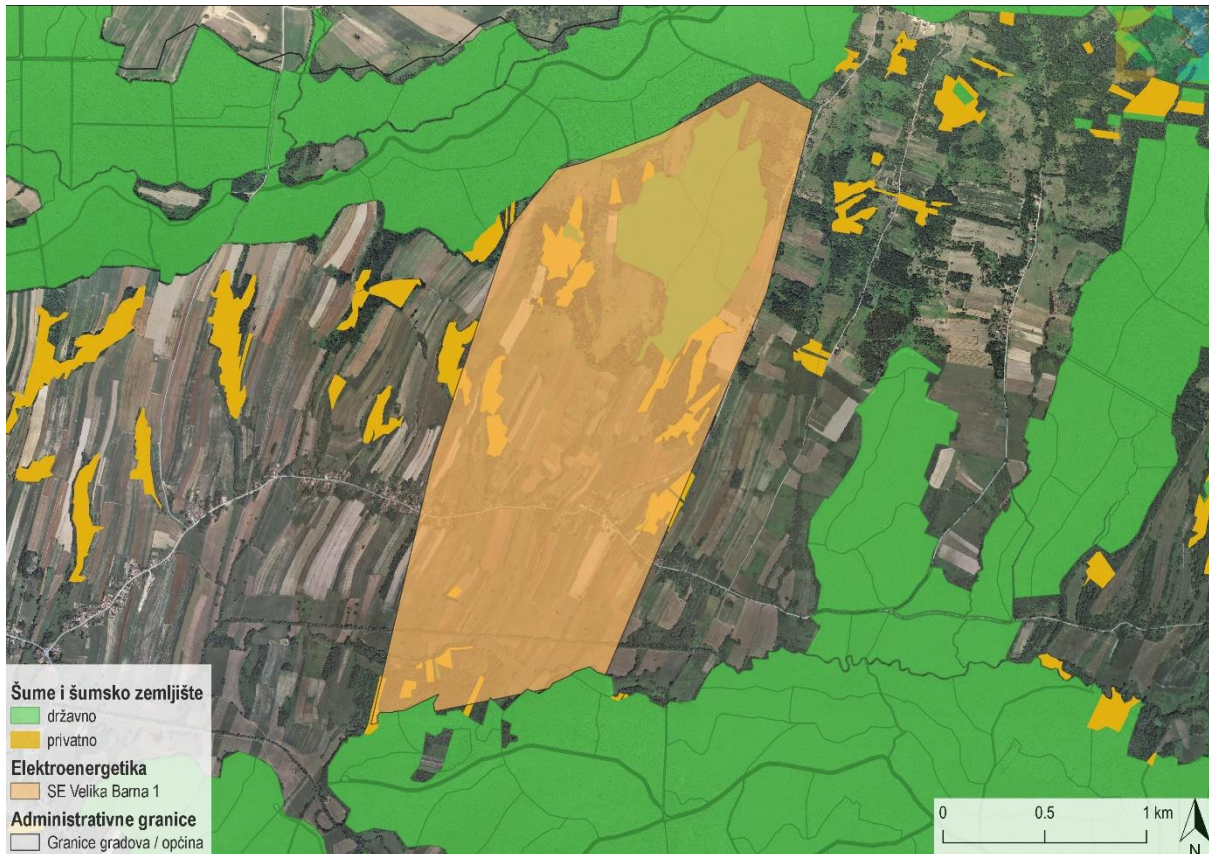 Šume i šumsko zemljište
državno
privatno
Elektroenergetika
SE Velika Barna 1
Administrativne granice
Granice gradova / općina
0 0.5 1 km
N